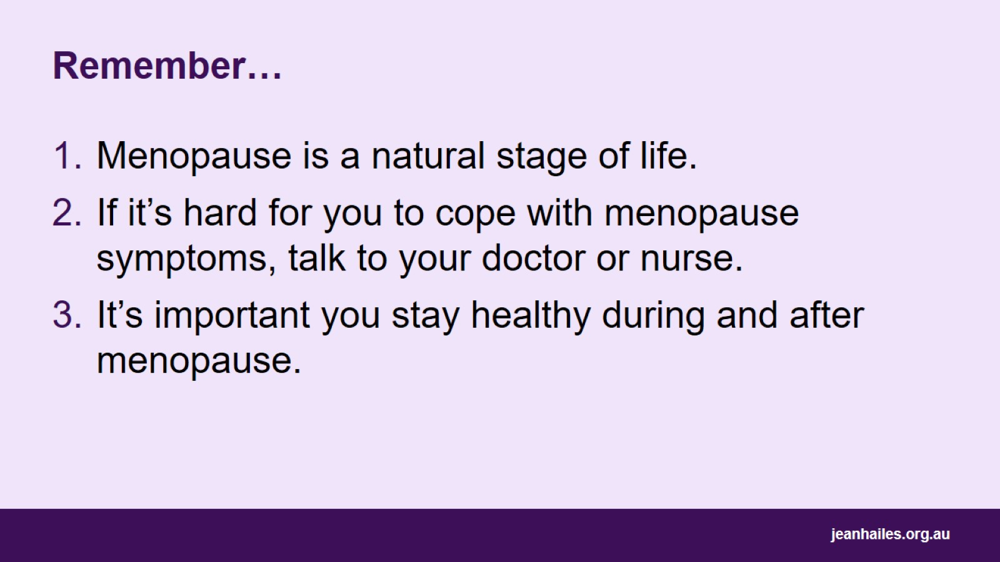 Remember…
1. Menopause is a natural stage of life.
2. If it’s hard for you to cope with menopause
symptoms, talk to your doctor or nurse.
3. It’s important you stay healthy during and after
menopause.
jeanhailes.org.au